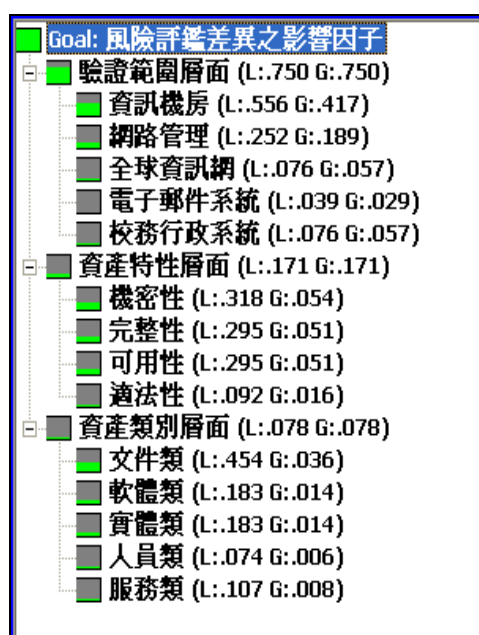 Goal: 風險評鑑差異之影響因子
驗證範圍層面 (L:.750 G:.750)
資訊機房 (L:.556 G:.417)
網路管理 (L:.252 G:.189)
全球資訊網 (L:.076 G:.057)
電子郵件系統 (L:.039 G:.029)
校務行政系統 (L:.076 G:.057)
資產特性層面 (L:.171 G:.171)
機密性 (L:.318 G:.054)
完整性 (L:.295 G:.051)
可用性 (L:.295 G:.051)
適法性 (L:.092 G:.016)
資產類別層面 (L:.078 G:.078)
文件類 (L:.454 G:.036)
軟體類 (L:.183 G:.014)
實體類 (L:.183 G:.014)
人員類 (L:.074 G:.006)
服務類 (L:.107 G:.008)